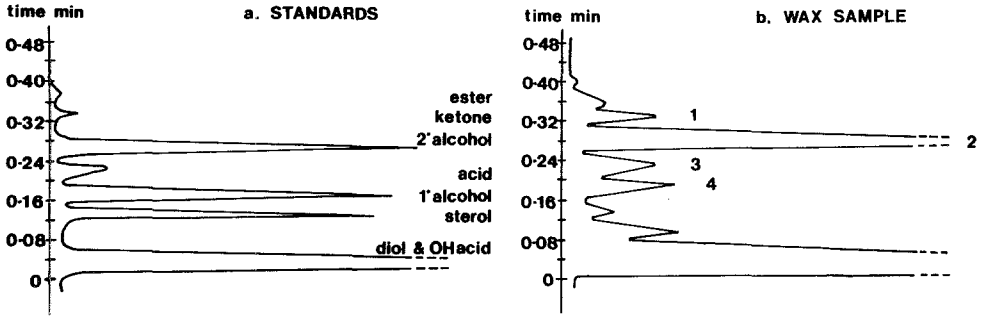 time min
a. STANDARDS
0-48
0-40
0-32
0-24
0-16
0-08
0
ester
ketone
2°alcohol
acid
1°alcohol
sterol
diol & OHacid
time min
b. WAX SAMPLE
0-48
0-40
0-32
0-24
0-16
0-08
0
1
2
3
4